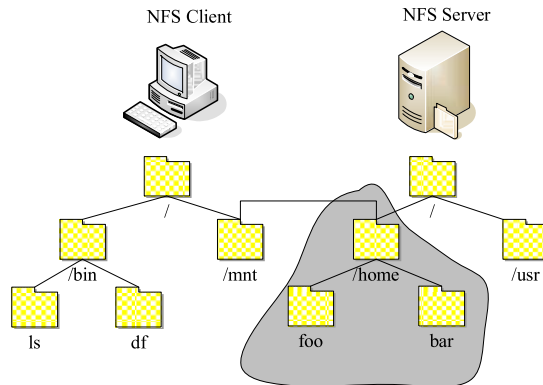 NFS Client
NFS Server
/
/
/bin
/mnt
/home
/usr
ls
df
foo
bar